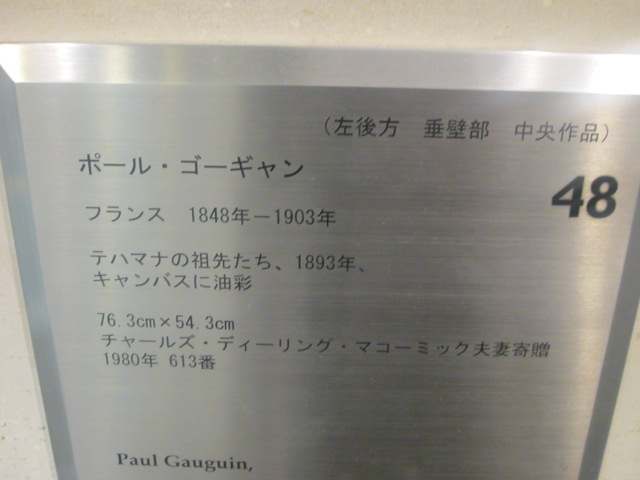 （左後方　垂壁部　中央作品）
ポール・ゴーギャン
48
フランス　1848年－1903年
テハマナの祖先たち、1893年、
キャンバスに油彩
76.3cm×54.3cm
チャールズ・ディーリング・マコーミック夫妻寄贈
1980年 613番
Paul Gauguin,